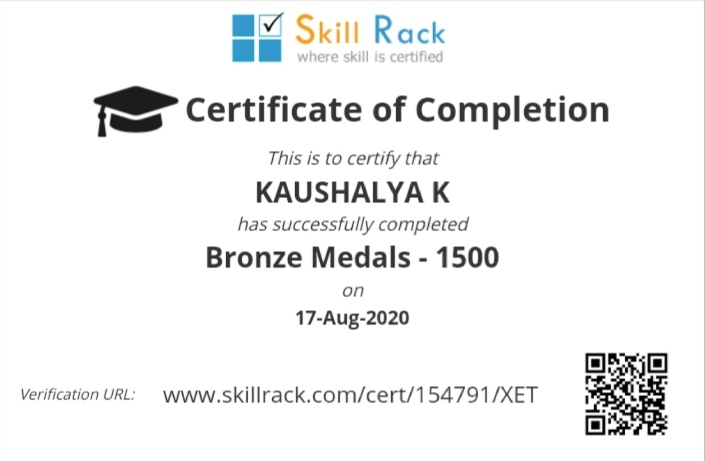 Skill Rack
where skill is certified
Certificate of Completion
This is to certify that
KAUSHALYA K
has successfully completed
Bronze Medals - 1500
on
17-Aug-2020
Verification URL: www.skillrack.com/cert/154791/XET